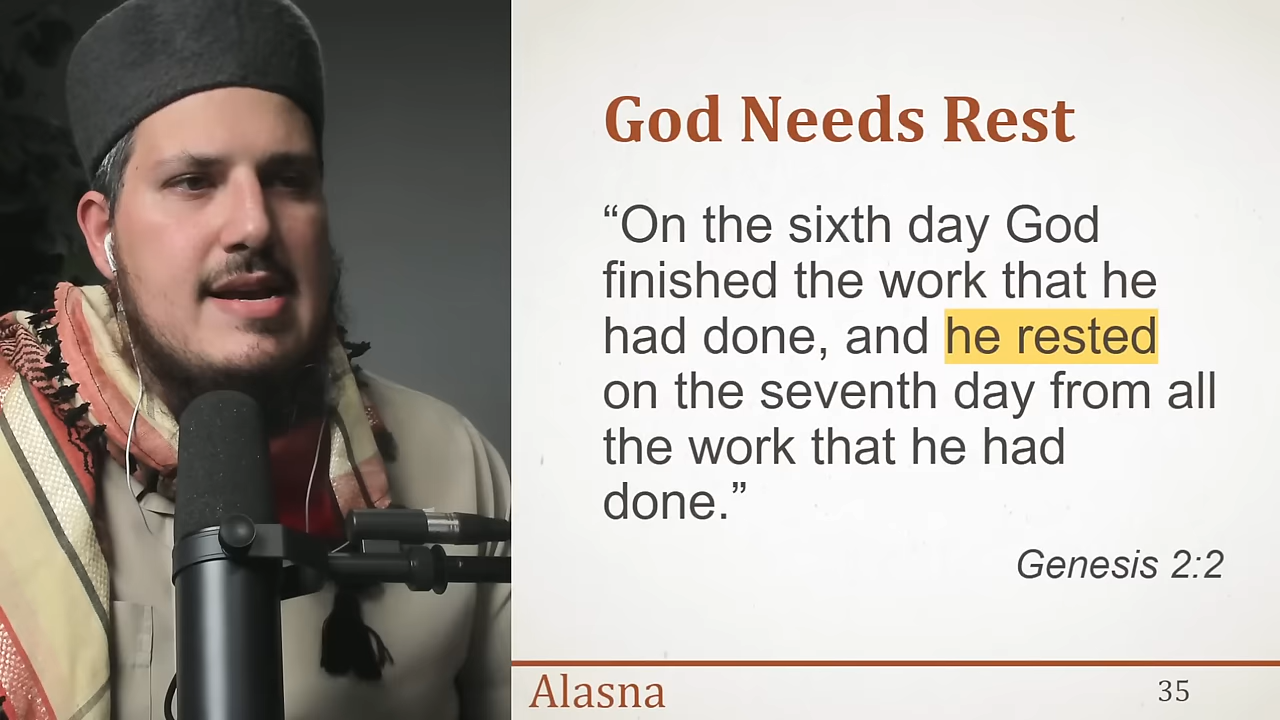 God Needs Rest
“On the sixth day God
finished the work that he
had done, and he rested
on the seventh day from all
the work that he had
done.”
Genesis 2:2
Alasna
35